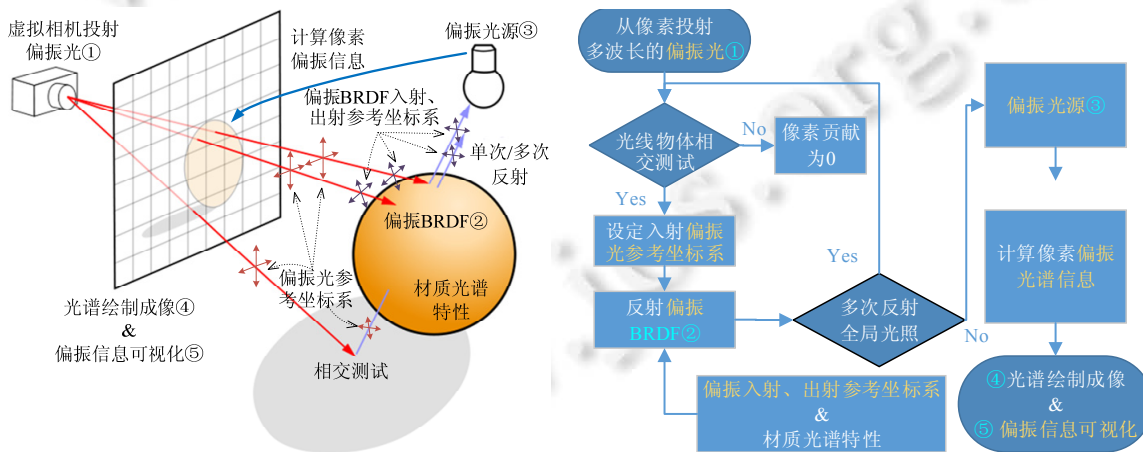 虚拟相机投射
偏振光①
计算像素
偏振信息
偏振光源③
偏振BRDF入射、
出射参考坐标系
单次/多次
反射
偏振BRDF②
偏振光参
考坐标系
材质光谱
特性
光谱绘制成像④
&
偏振信息可视化⑤
相交测试
从像素投射
多波长的偏振光①
光线物体相
交测试
No
像素贡献
为0
Yes
设定入射偏振
光参考坐标系
反射偏振
BRDF②
偏振入射、出射参考坐标系
&
材质光谱特性
多次反射
全局光照
Yes
No
偏振光源③
计算像素偏振
光谱信息
④光谱绘制成像
&
⑤偏振信息可视化